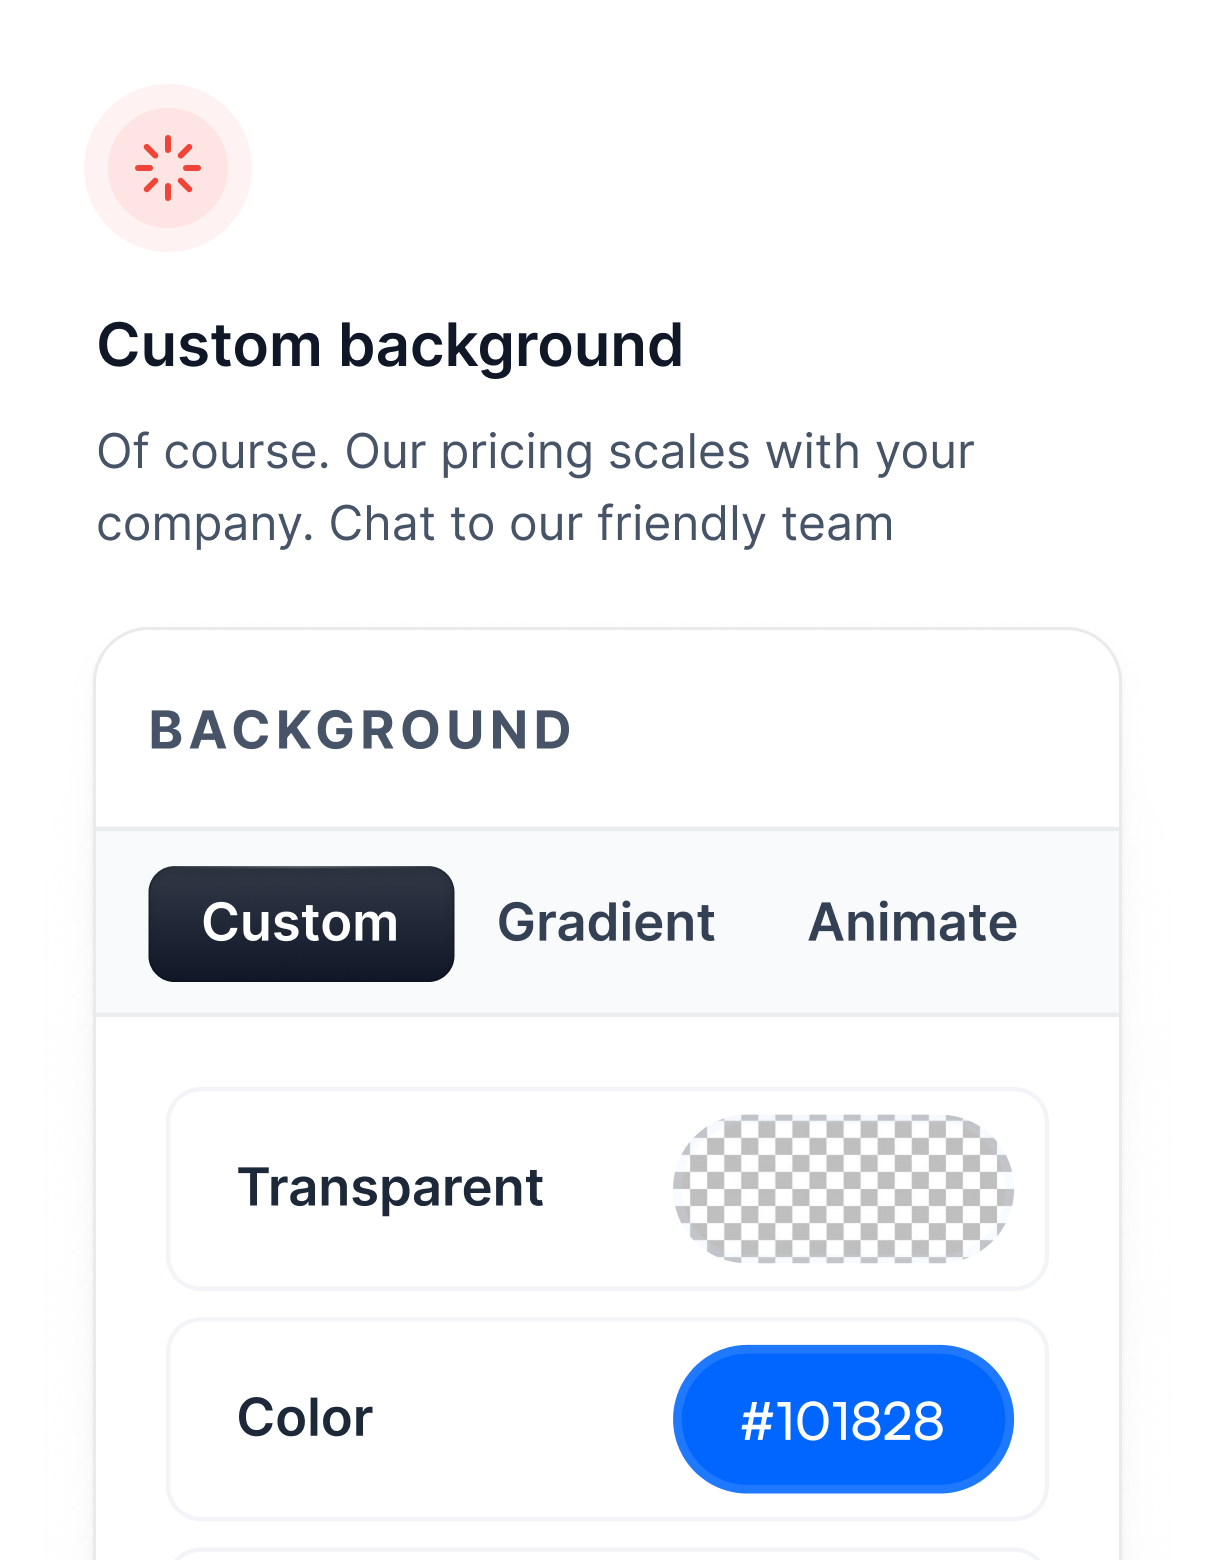 Custom background
Of course. Our pricing scales with your
company. Chat to our friendly team
BACKGROUND
Custom Gradient Animate
Transparent
Color #101828